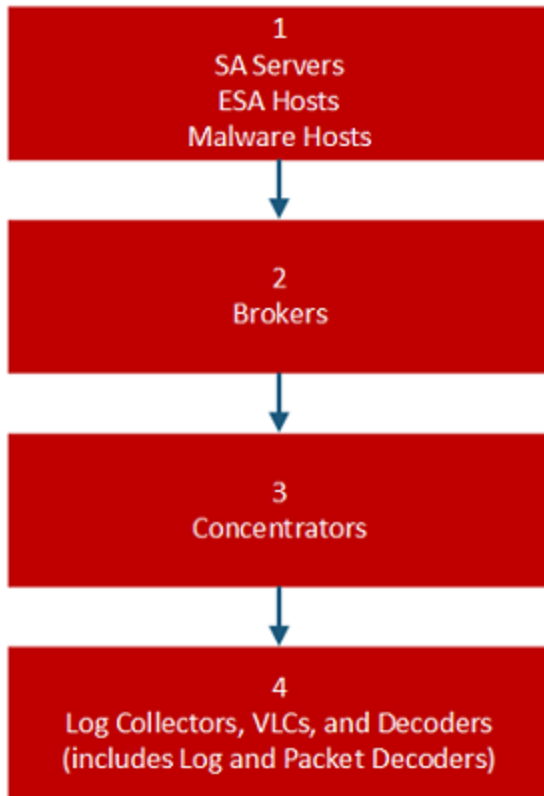 1
SA Servers
ESA Hosts
Malware Hosts
2
Brokers
3
Concentrators
4
Log Collectors, VLCs, and Decoders
(includes Log and Packet Decoders)